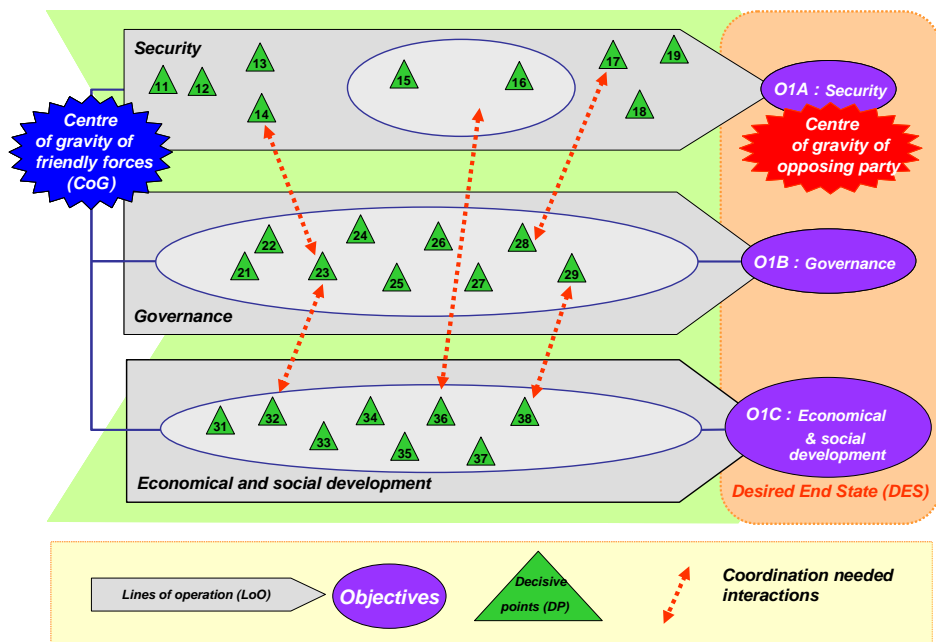 Security
11
12
13
14
15
16
17
18
19
O1A : Security
Centre
of gravity of
friendly forces
(CoG)
Centre
of gravity of
opposing party
21
22
23
24
25
26
27
28
29
O1B : Governance
Governance
31
32
33
34
35
36
37
38
O1C : Economical
& social
development
Economical and social development
Desired End State (DES)
Lines of operation (LoO)
Objectives
Decisive
points (DP)
Coordination needed
interactions